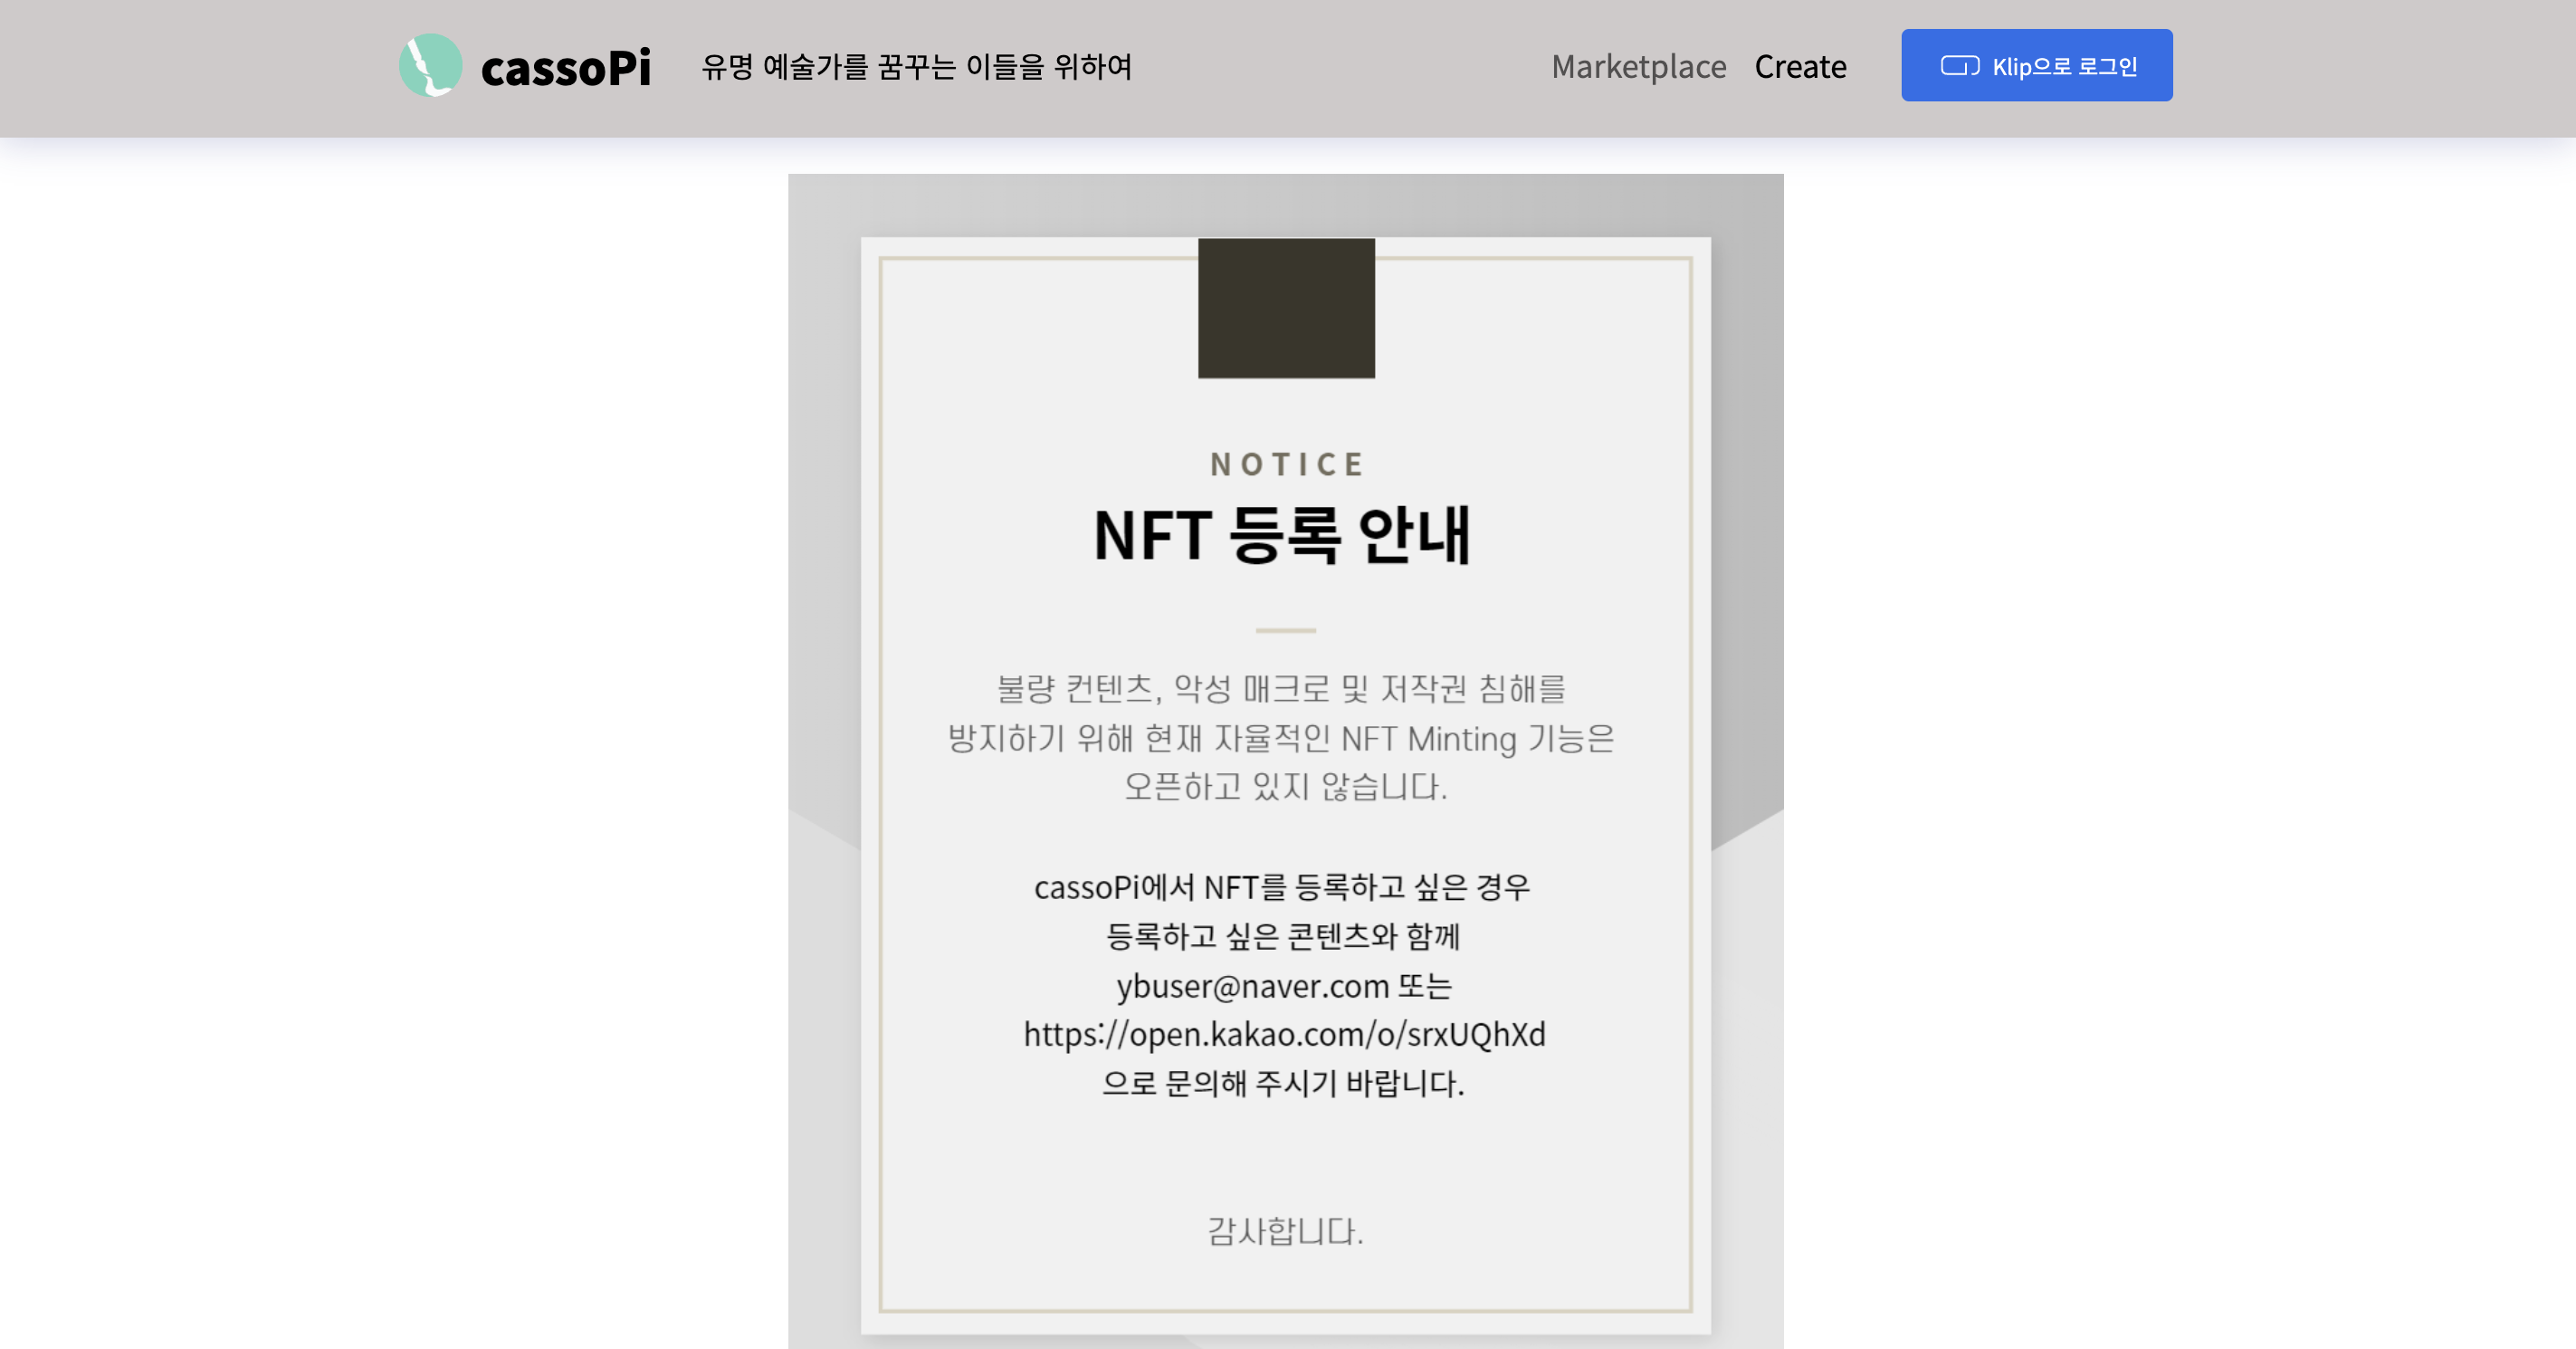 cassoPi 유명 예술가를 꿈꾸는 이들을 위하여 Marketplace Create Klip으로 로그인
NOTICE
NFT 등록 안내
불량 컨텐츠, 악성 매크로 및 저작권 침해를
방지하기 위해 현재 자율적인 NFT Minting 기능은
오픈하고 있지 않습니다.
cassoPi에서 NFT를 등록하고 싶은 경우
등록하고 싶은 콘텐츠와 함께
ybuser@naver.com 또는
https://open.kakao.com/o/srxUQhXd
으로 문의해 주시기 바랍니다.
감사합니다.